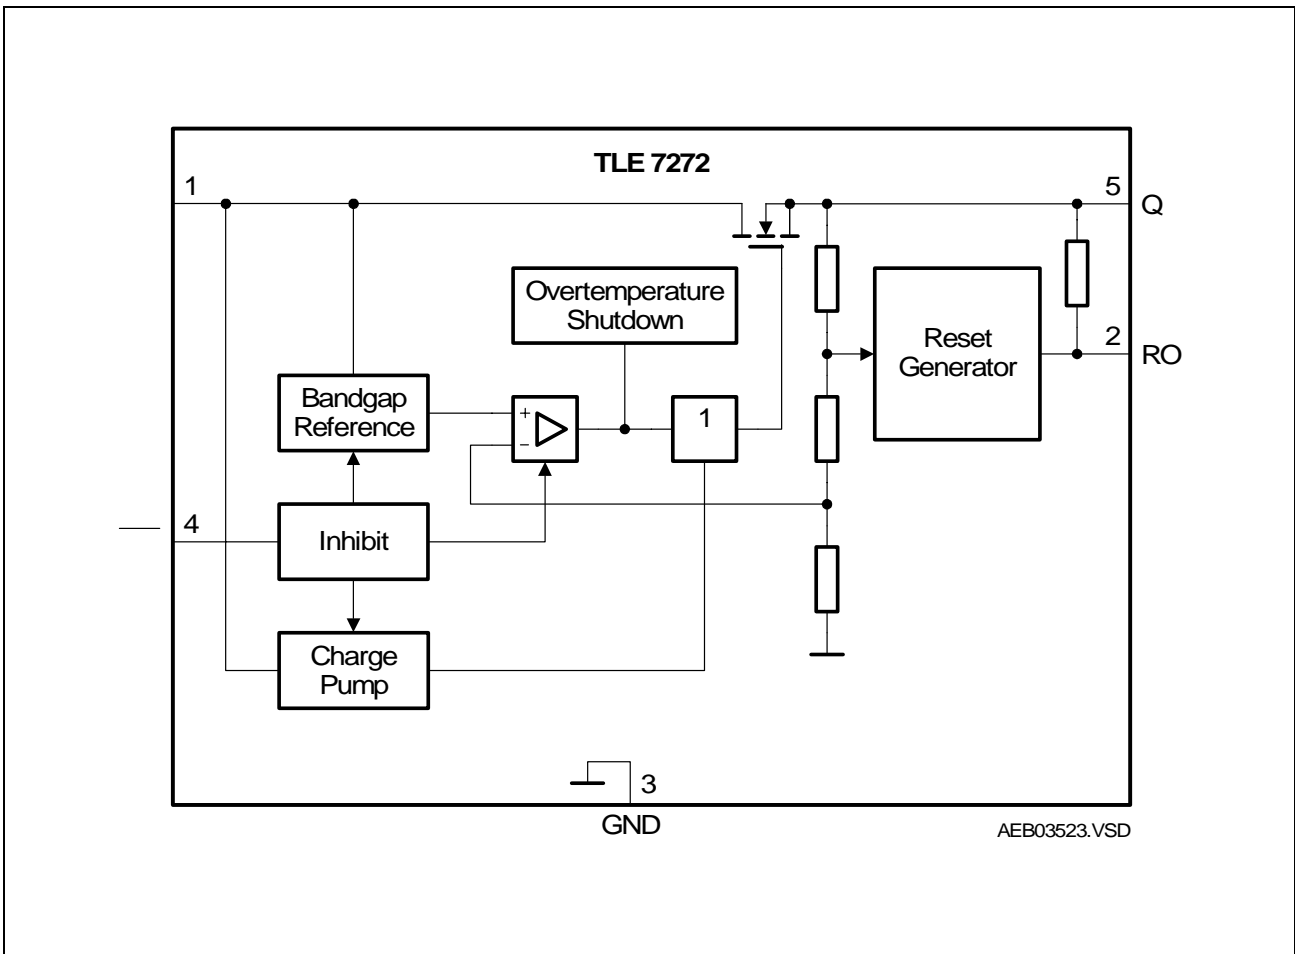 TLE 7272
1
5
Q
Overtemperature
Shutdown
Reset
Generator
2
RO
Bandgap
Reference
+
−
1
4
Inhibit
Charge
Pump
3
GND
AEB03523.VSD